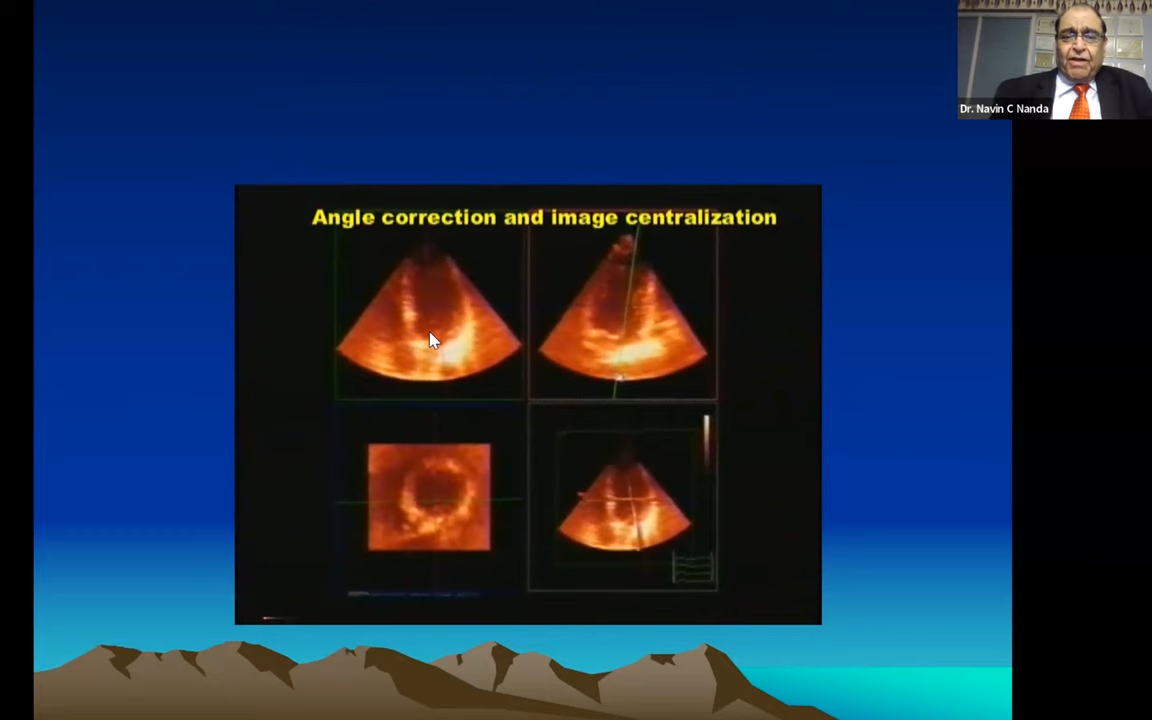 Dr. Navin C Nanda
Angle correction and image centralization